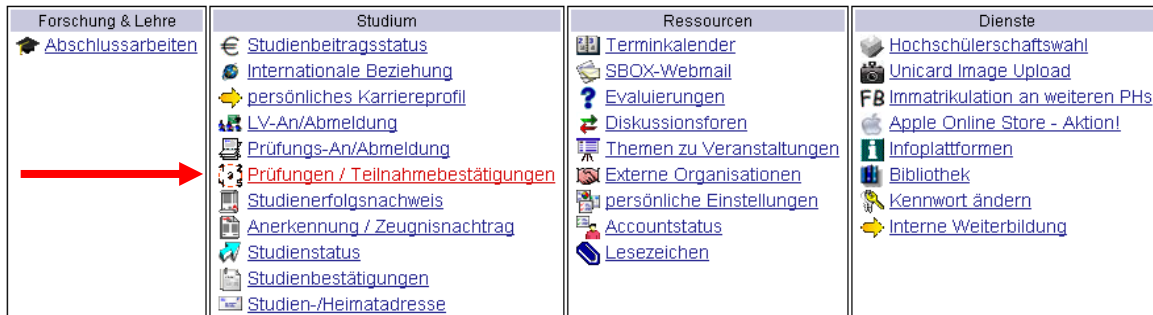 Forschung & Lehre
Abschlussarbeiten
Studium
€ Studienbeitragsstatus
Internationale Beziehung
persönliches Karriereprofil
LV-An/Abmeldung
Prüfungs-An/Abmeldung
Prüfungen / Teilnahmebestätigungen
Studienerfolgsnachweis
Anerkennung / Zeugnisnachtrag
Studienstatus
Studienbestätigungen
Studien-/Heimatadresse
Ressourcen
Terminkalender
SBOX-Webmail
? Evaluierungen
Diskussionsforen
Themen zu Veranstaltungen
Externe Organisationen
persönliche Einstellungen
Accountstatus
Lesezeichen
Dienste
Hochschülerschaftswahl
Unicard Image Upload
FB Immatrikulation an weiteren PHs
Apple Online Store - Aktion!
Infoplattformen
Bibliothek
Kennwort ändern
Interne Weiterbildung